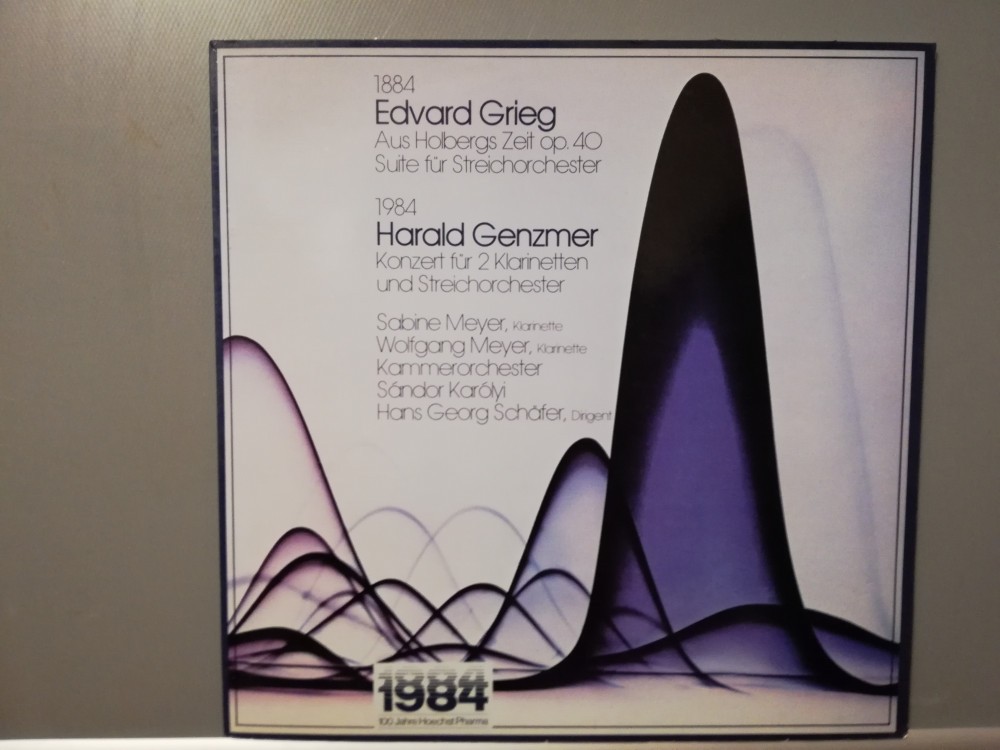 1884
Edvard Grieg
Aus Holbergs Zeit op. 40
Suite für Streichorchester
1984
Harald Genzmer
Konzert für 2 Klarinetten
und Streichorchester
Sabine Meyer, Klarinette
Wolfgang Meyer, Klarinette
Kammerorchester
Sándor Karólyi
Hans Georg Schäfer, Dirigent
1884
1984
100 Jahre Hoechst Pharma